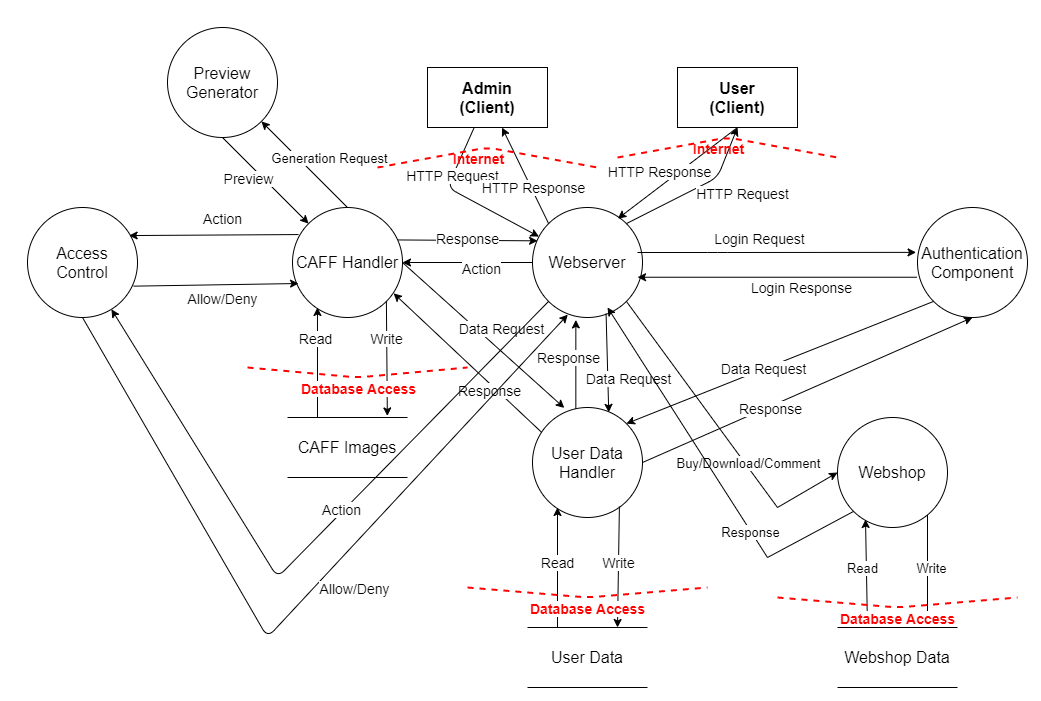 Preview
Generator
Admin
(Client)
User
(Client)
Internet
Internet
Generation Request
HTTP Request
HTTP Response
HTTP Response
HTTP Request
Preview
Action
Access
Control
Allow/Deny
CAFF Handler
Response
Action
Webserver
Login Request
Login Response
Authentication
Component
Read
Write
Data Request
Response
Data Request
Response
Data Request
Response
Database Access
CAFF Images
User Data
Handler
Buy/Download/Comment
Webshop
Action
Response
Allow/Deny
Read
Write
Database Access
User Data
Read
Write
Database Access
Webshop Data